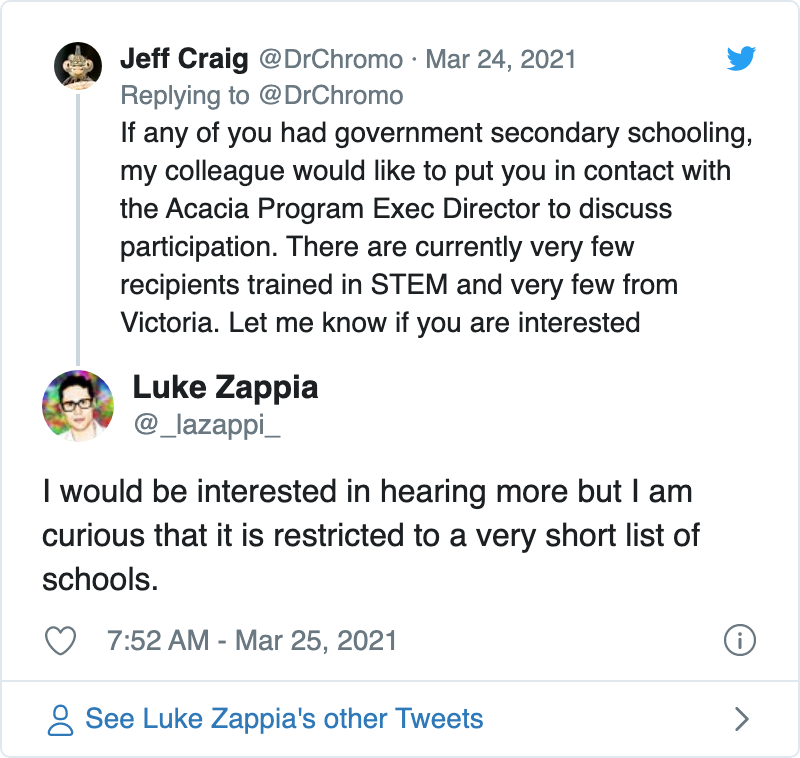 Jeff Craig @DrChromo · Mar 24, 2021
Replying to @DrChromo
If any of you had government secondary schooling,
my colleague would like to put you in contact with
the Acacia Program Exec Director to discuss
participation. There are currently very few
recipients trained in STEM and very few from
Victoria. Let me know if you are interested
Luke Zappia
@_lazappi_
I would be interested in hearing more but I am
curious that it is restricted to a very short list of
schools.
7:52 AM - Mar 25, 2021
See Luke Zappia's other Tweets